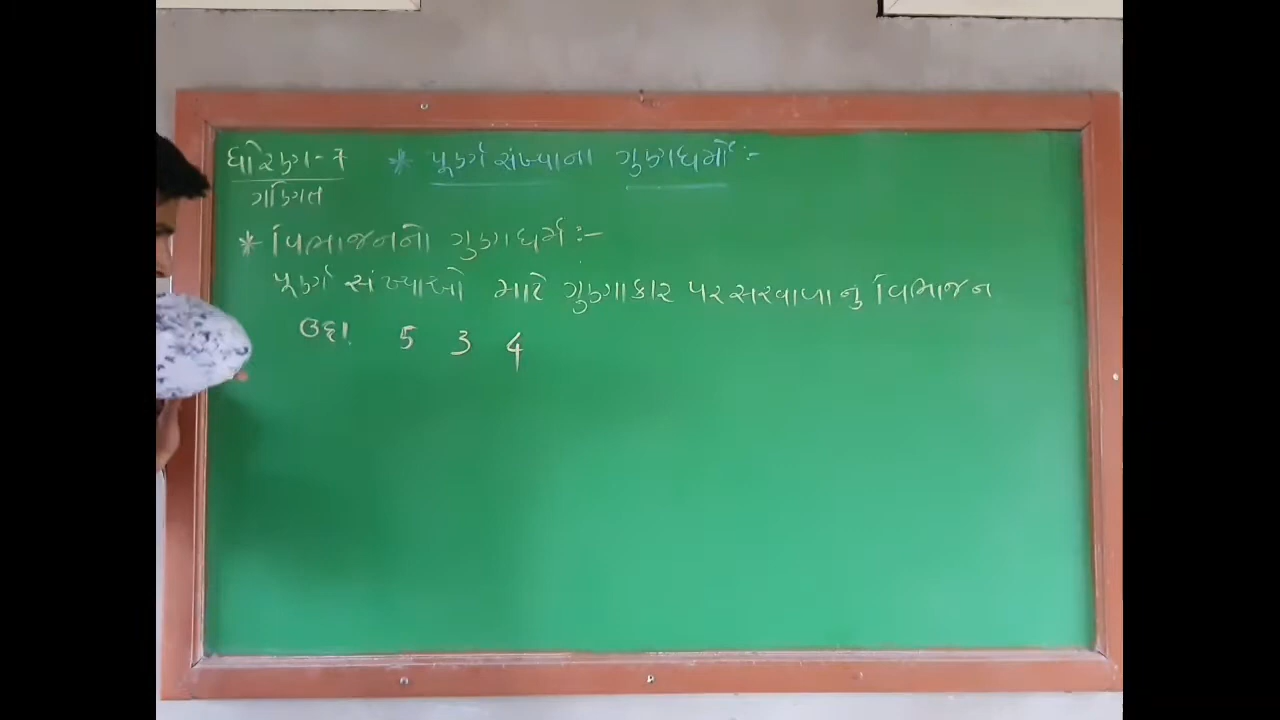 ધોરણ-7 * પૂર્ણ સંખ્યાના ગુણધર્મો :-
ગણિત
* વિભાજનનો ગુણધર્મ :-
પૂર્ણ સંખ્યાઓ માટે ગુણાકાર પર સરવાળાનુ વિભાજન
ઉદા. 5 3 4